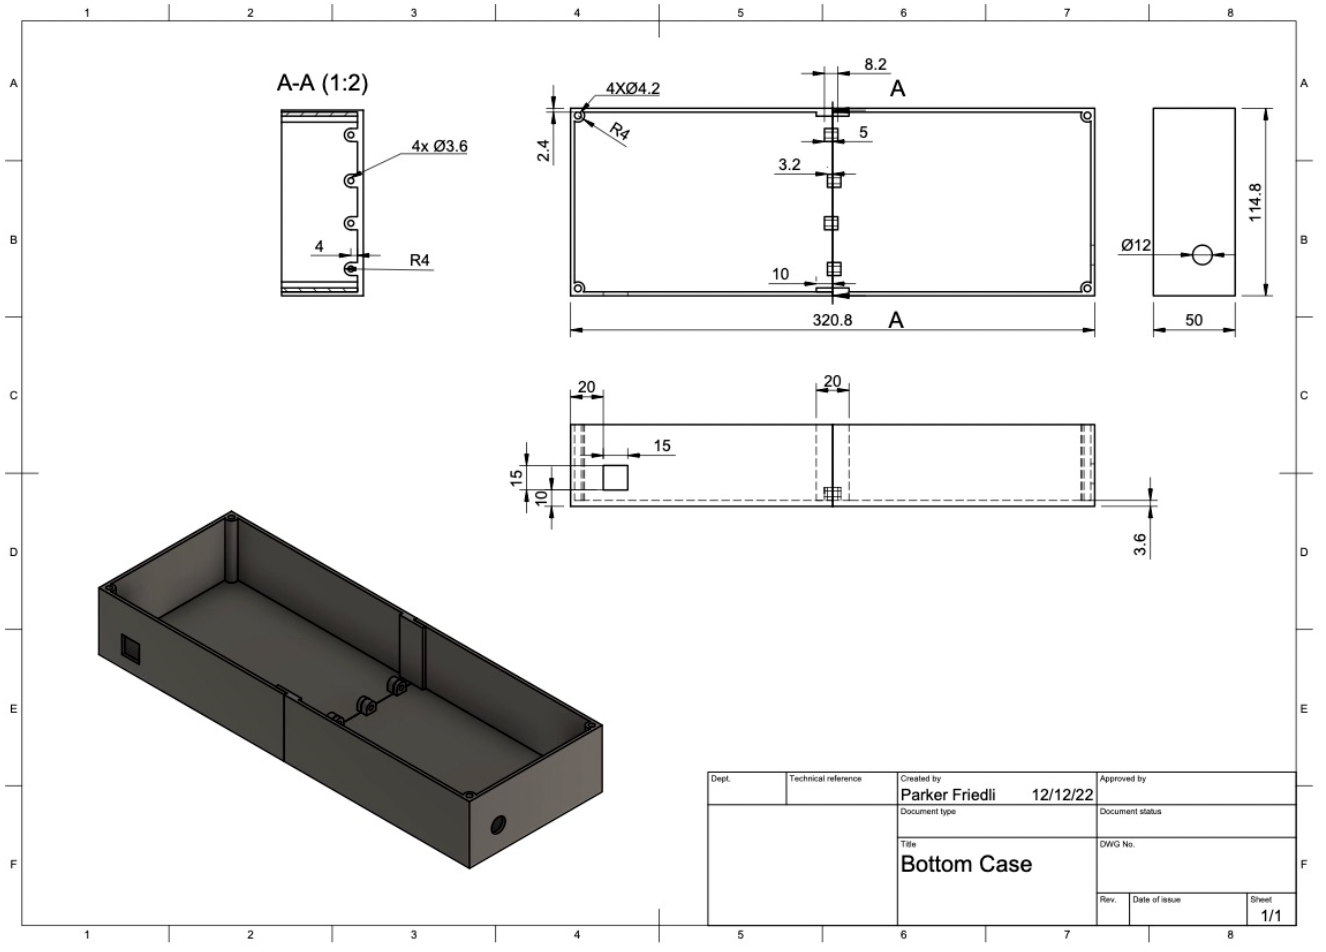 1 2 3 4 5 6 7 8
A A
B B
C C
D D
E E
F F
A-A (1:2)
4x Ø3.6
4
R4
4XØ4.2
R4
2.4
8.2
A
5
3.2
10
320.8
A
114.8
Ø12
50
20
20
15
15
10
3.6
Dept.
Technical reference
Created by
Parker Friedli 12/12/22
Approved by
Document type
Document status
Title
Bottom Case
DWG No.
Rev.
Date of issue
Sheet
1/1
1 2 3 4 5 6 7 8